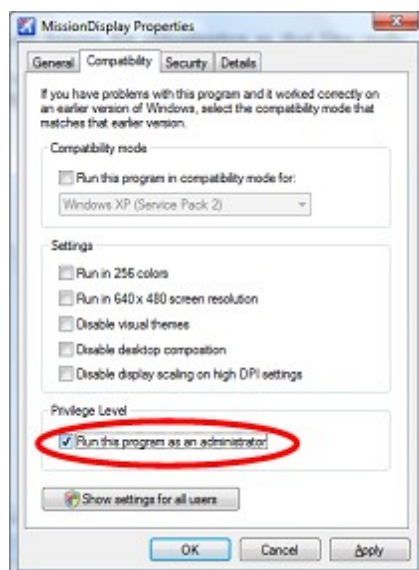 MissionDisplay Properties
General Compatibility Security Details
If you have problems with this program and it worked correctly on
an earlier version of Windows, select the compatibility mode that
matches that earlier version.
Compatibility mode
Run this program in compatibility mode for:
Windows XP (Service Pack 2)
Settings
Run in 256 colors
Run in 640 x 480 screen resolution
Disable visual themes
Disable desktop composition
Disable display scaling on high DPI settings
Privilege Level
Run this program as an administrator
Show settings for all users
OK Cancel Apply